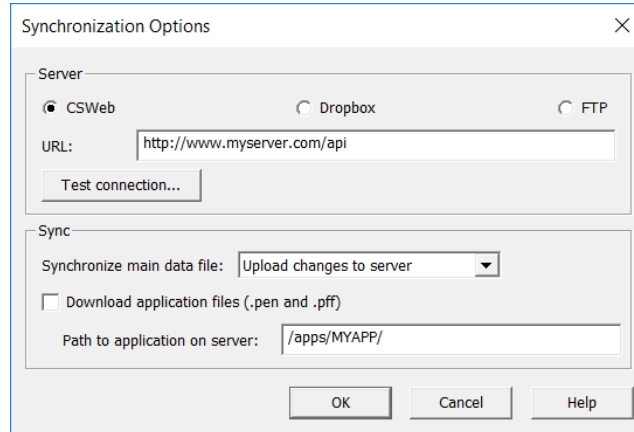 Synchronization Options
Server
CSWeb Dropbox FTP
URL: http://www.myserver.com/api
Test connection...
Sync
Synchronize main data file: Upload changes to server
Download application files (.pen and .pff)
Path to application on server: /apps/MYAPP/
OK Cancel Help